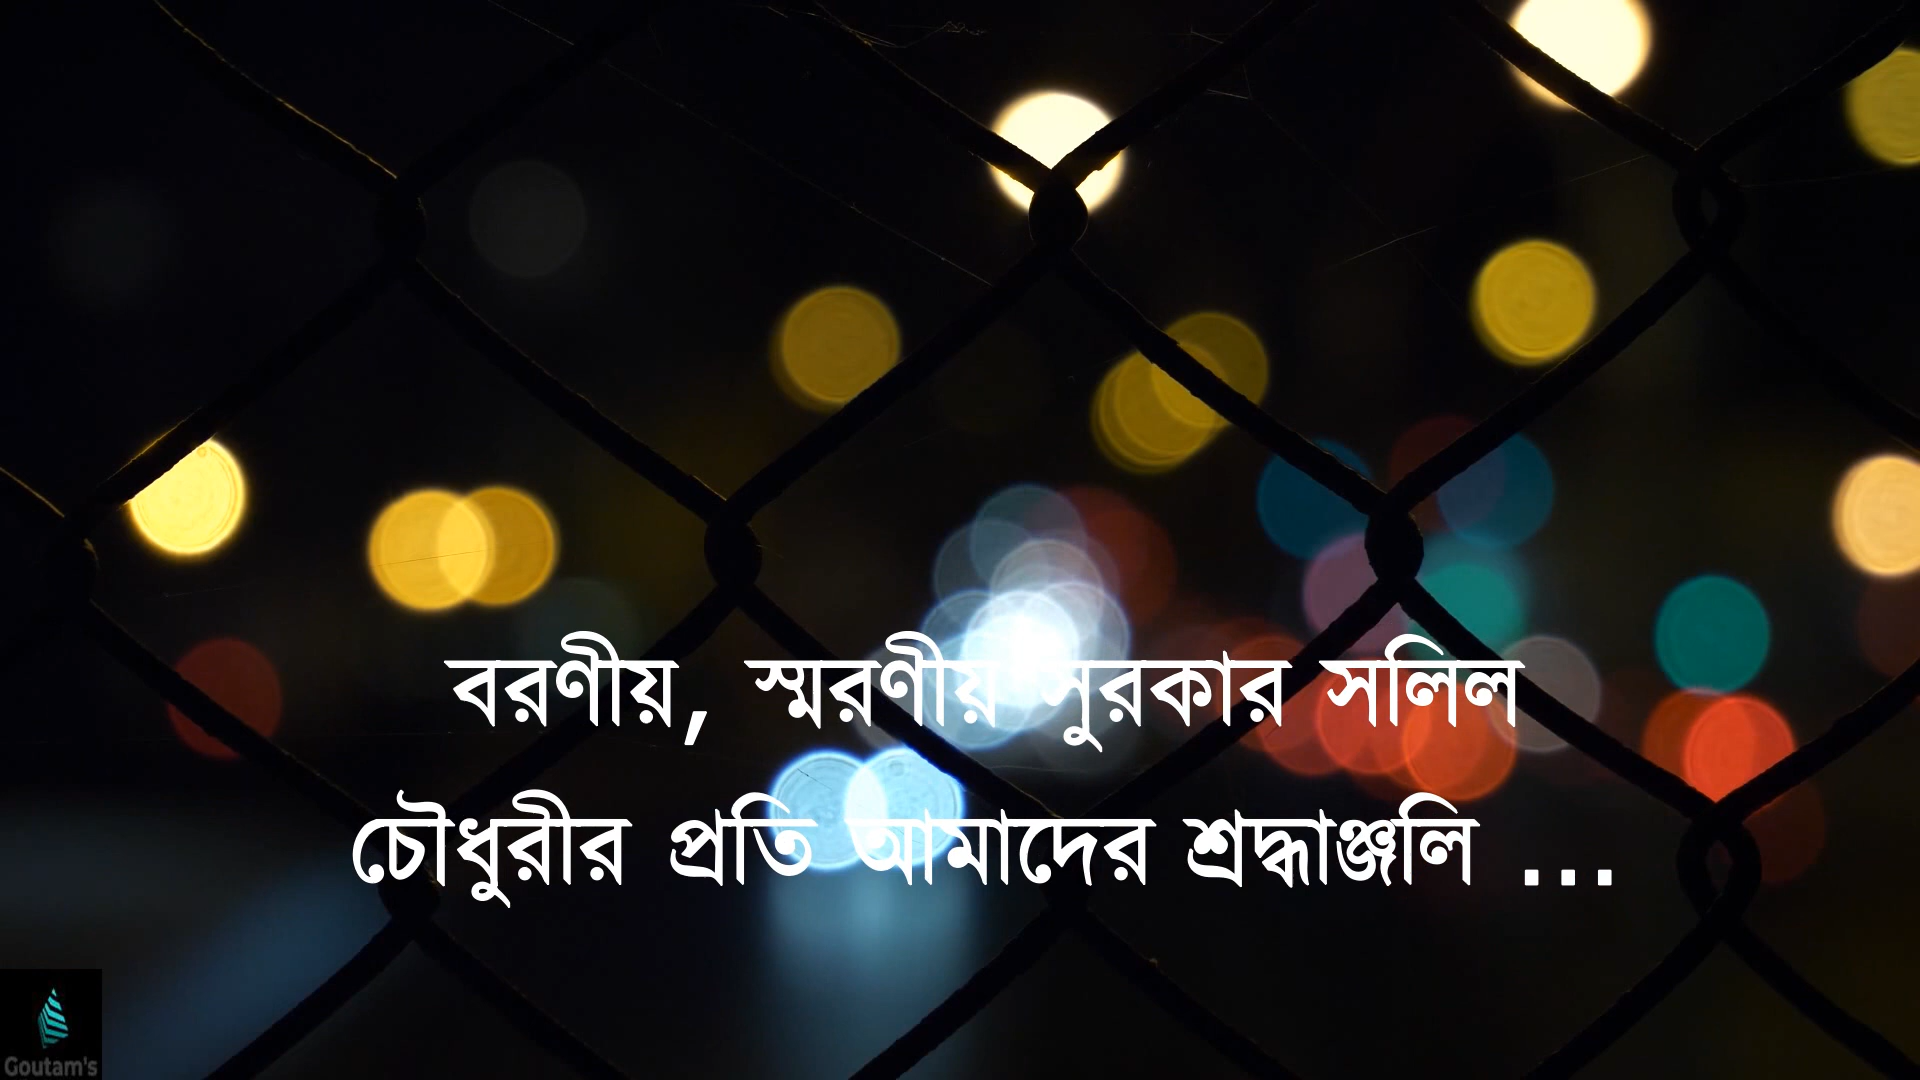 বরণীয়, স্মরণীয় সুরকার সলিল
চৌধুরীর প্রতি আমাদের শ্রদ্ধাঞ্জলি ...
Goutam's